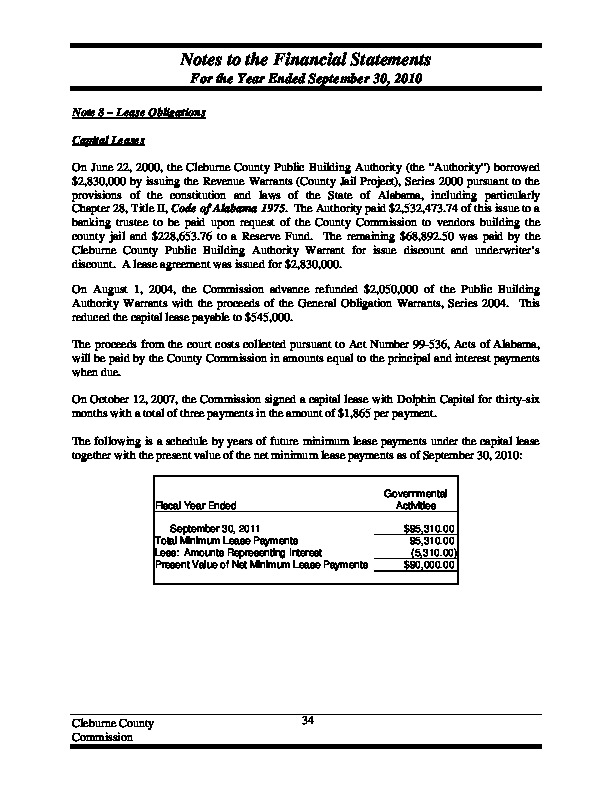 Notes to the Financial Statements
For the Year Ended September 30, 2010
Note 8 – Lease Obligations
Capital Leases
On June 22, 2000, the Cleburne County Public Building Authority (the "Authority") borrowed
$2,830,000 by issuing the Revenue Warrants (County Jail Project), Series 2000 pursuant to the
provisions of the constitution and laws of the State of Alabama, including particularly
Chapter 28, Title II, Code of Alabama 1975. The Authority paid $2,532,473.74 of this issue to a
banking trustee to be paid upon request of the County Commission to vendors building the
county jail and $228,653.76 to a Reserve Fund. The remaining $68,892.50 was paid by the
Cleburne County Public Building Authority Warrant for issue discount and underwriter's
discount. A lease agreement was issued for $2,830,000.
On August 1, 2004, the Commission advance refunded $2,050,000 of the Public Building
Authority Warrants with the proceeds of the General Obligation Warrants, Series 2004. This
reduced the capital lease payable to $545,000.
The proceeds from the court costs collected pursuant to Act Number 99-536, Acts of Alabama,
will be paid by the County Commission in amounts equal to the principal and interest payments
when due.
On October 12, 2007, the Commission signed a capital lease with Dolphin Capital for thirty-six
months with a total of three payments in the amount of $1,865 per payment.
The following is a schedule by years of future minimum lease payments under the capital lease
together with the present value of the net minimum lease payments as of September 30, 2010:
Governmental
Fiscal Year Ended Activities
September 30, 2011 $95,310.00
Total Minimum Lease Payments 95,310.00
Less: Amounts Representing Interest (5,310.00)
Present Value of Net Minimum Lease Payments $90,000.00
Cleburne County 34
Commission